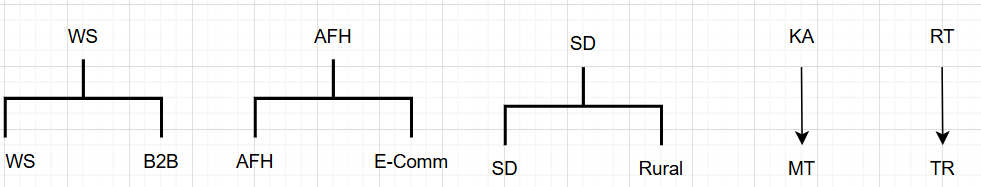 WS AFH SD KA RT
WS B2B AFH E-Comm SD Rural MT TR